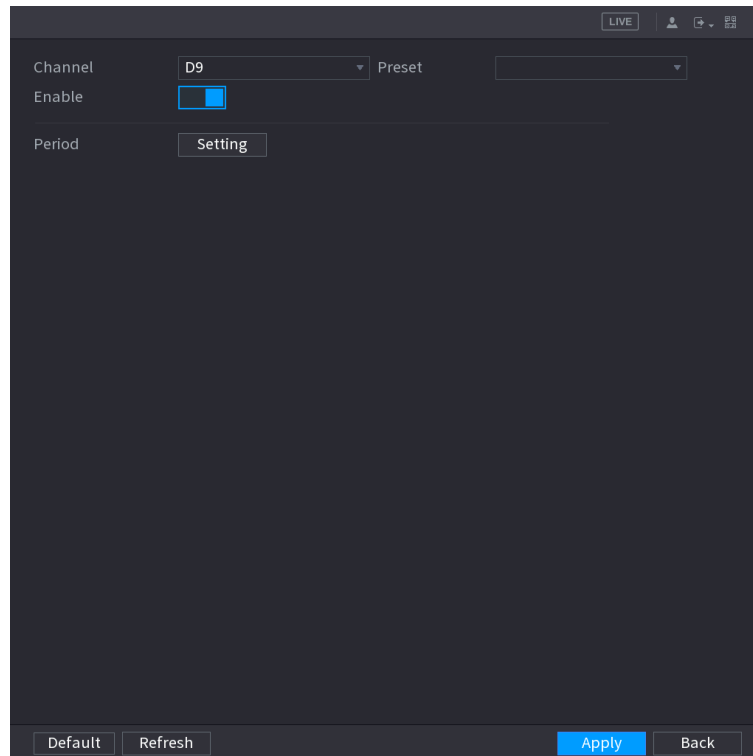 LIVE
Channel D9 Preset
Enable
Period Setting
Default Refresh Apply Back